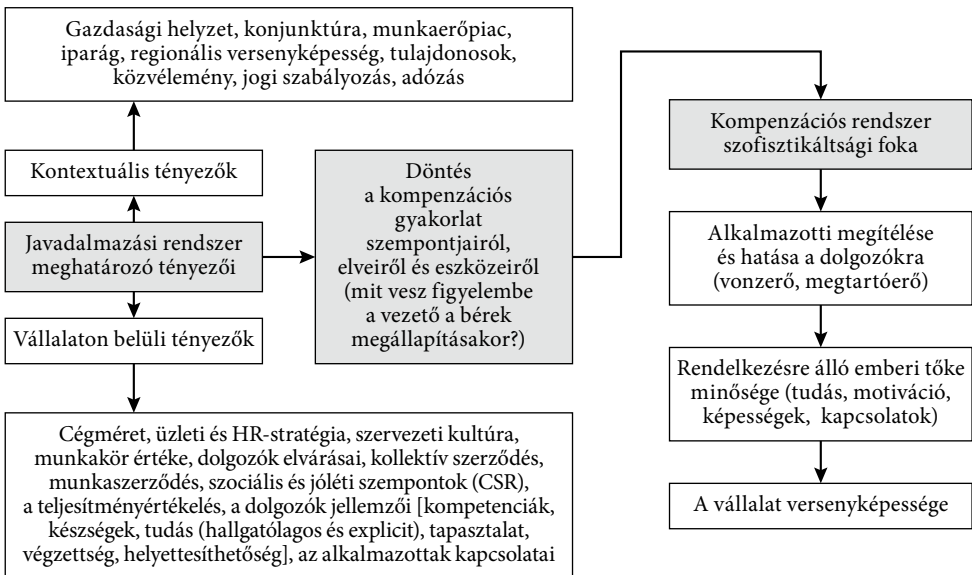 Gazdasági helyzet, konjunktúra, munkaerőpiac,
iparág, regionális versenyképesség, tulajdonosok,
közvélemény, jogi szabályozás, adózás
Kontextuális tényezők
Javadalmazási rendszer
meghatározó tényezői
Vállalaton belüli tényezők
Cégméret, üzleti és HR-stratégia, szervezeti kultúra,
munkakör értéke, dolgozók elvárásai, kollektív szerződés,
munkaszerződés, szociális és jóléti szempontok (CSR),
a teljesítményértékelés, a dolgozók jellemzői [kompetenciák,
készségek, tudás (hallgatólagos és explicit), tapasztalat,
végzettség, helyettesíthetőség], az alkalmazottak kapcsolatai
Döntés
a kompenzációs
gyakorlat
szempontjairól,
elveiről és eszközeiről
(mit vesz figyelembe
a vezető a bérek
megállapításakor?)
Kompenzációs rendszer
szofisztikáltsági foka
Alkalmazotti megítélése
és hatása a dolgozókra
(vonzerő, megtartóerő)
Rendelkezésre álló emberi tőke
minősége (tudás, motiváció,
képességek, kapcsolatok)
A vállalat versenyképessége